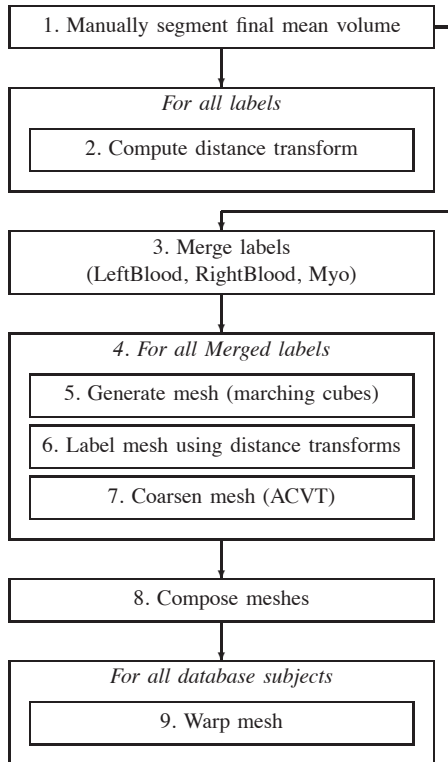 1. Manually segment final mean volume
For all labels
2. Compute distance transform
3. Merge labels
(LeftBlood, RightBlood, Myo)
4. For all Merged labels
5. Generate mesh (marching cubes)
6. Label mesh using distance transforms
7. Coarsen mesh (ACVT)
8. Compose meshes
For all database subjects
9. Warp mesh